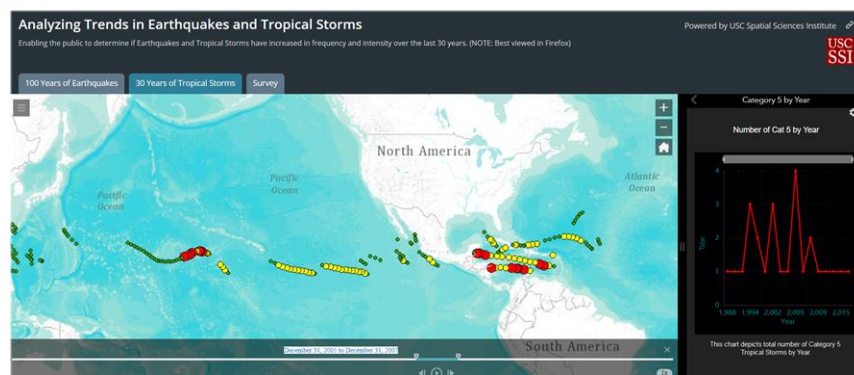 Analyzing Trends in Earthquakes and Tropical Storms
Powered by USC Spatial Sciences Institute
Enabling the public to determine if Earthquakes and Tropical Storms have increased in frequency and intensity over the last 30 years. (NOTE: Best viewed in Firefox)
USC
SSI
100 Years of Earthquakes
30 Years of Tropical Storms
Survey
Category 5 by Year
Number of Cat 5 by Year
North America
Pacific
Ocean
Pacific
Ocean
Atlantic
Ocean
South America
4
3
2
1
0
Total
1,988 1,994 2,002 2,005 2,009 2,015
Year
This chart depicts total number of Category 5
Tropical Storms by Year